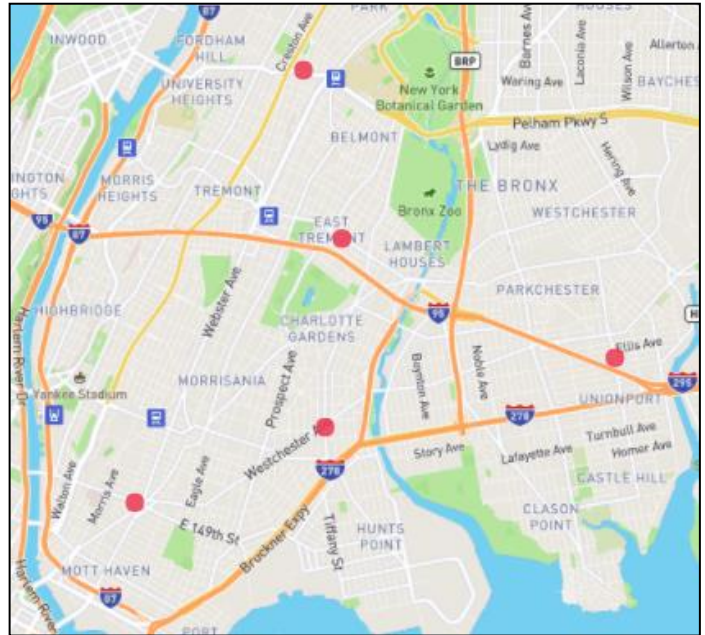 87
PARK
HOUSES
INWOOD
FORDHAM
HILL
Creston Ave
BRP
Barnes Ave
Laconia Ave
Wilson Ave
Allerton A
UNIVERSITY
HEIGHTS
New York
Botanical Garden
Waring Ave
BAYCHES
Pelham Pkwy S
BELMONT
Lydig Ave
Hering Ave
INGTON
GHTS
MORRIS
HEIGHTS
TREMONT
THE BRONX
Bronx Zoo
WESTCHESTER
95
87
EAST
TREMONT
LAMBERT
HOUSES
PARKCHESTER
HIGHBRIDGE
Webster Ave
CHARLOTTE
GARDENS
95
H
Harlem River Dr
Ellis Ave
Boynton Ave
Noble Ave
Prospect Ave
MORRISANIA
Yankee Stadium
295
UNIONPORT
278
Westchester A
Turnbull Ave
Homer Ave
Story Ave
Lafayette Ave
278
CASTLE HILL
Walton Ave
Morris Ave
Eagle Ave
E 149th St
Bruckner Expy
Tiffany St
HUNTS
POINT
CLASON
POINT
MOTT HAVEN
Harlem River
87
PORT